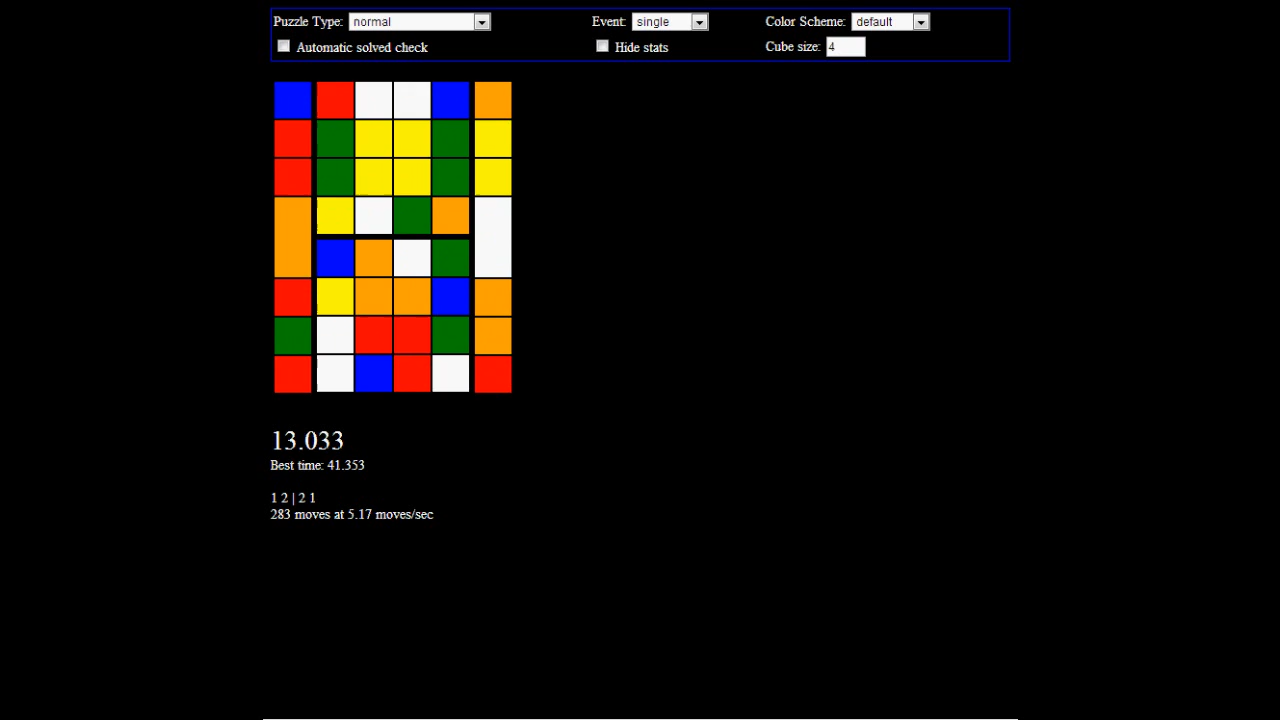 Puzzle Type: normal Event: single Color Scheme: default
Automatic solved check Hide stats Cube size: 4
13.033
Best time: 41.353
1 2 | 2 1
283 moves at 5.17 moves/sec